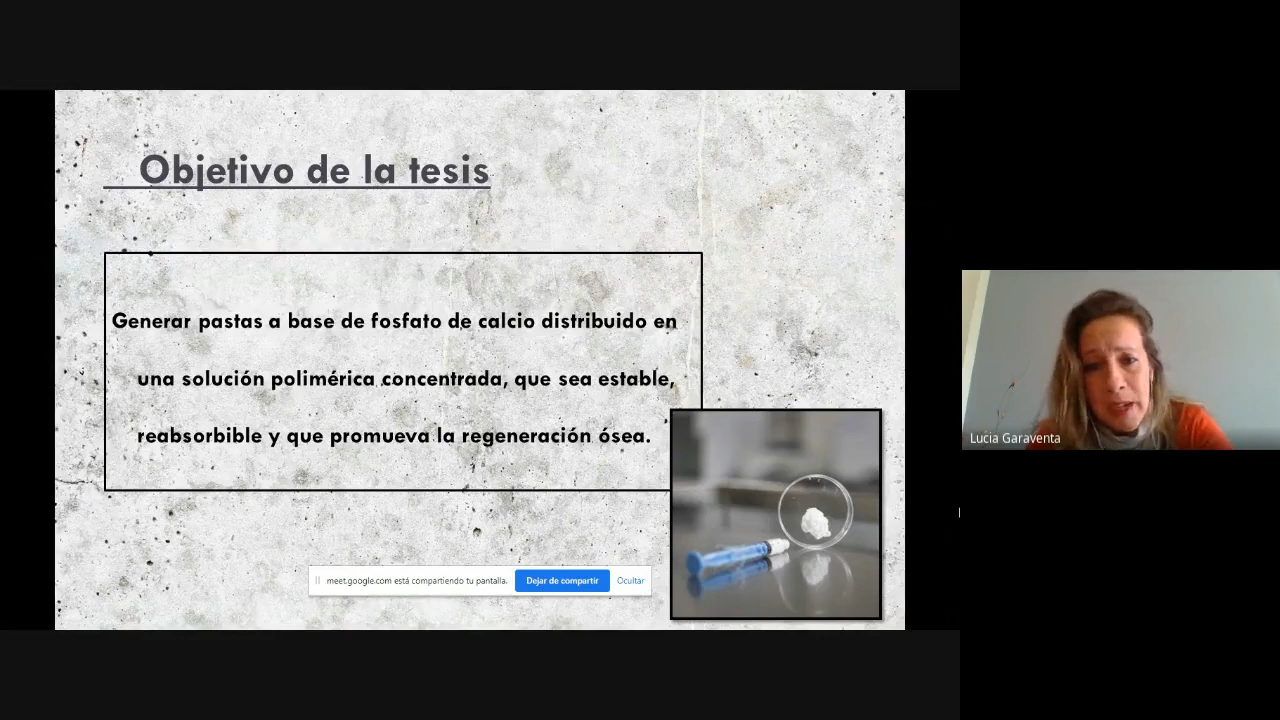 Objetivo de la tesis
Generar pastas a base de fosfato de calcio distribuido en
una solución polimérica concentrada, que sea estable,
reabsorbible y que promueva la regeneración ósea.
meet.google.com está compartiendo tu pantalla.
Dejar de compartir
Ocultar
Lucia Garaventa